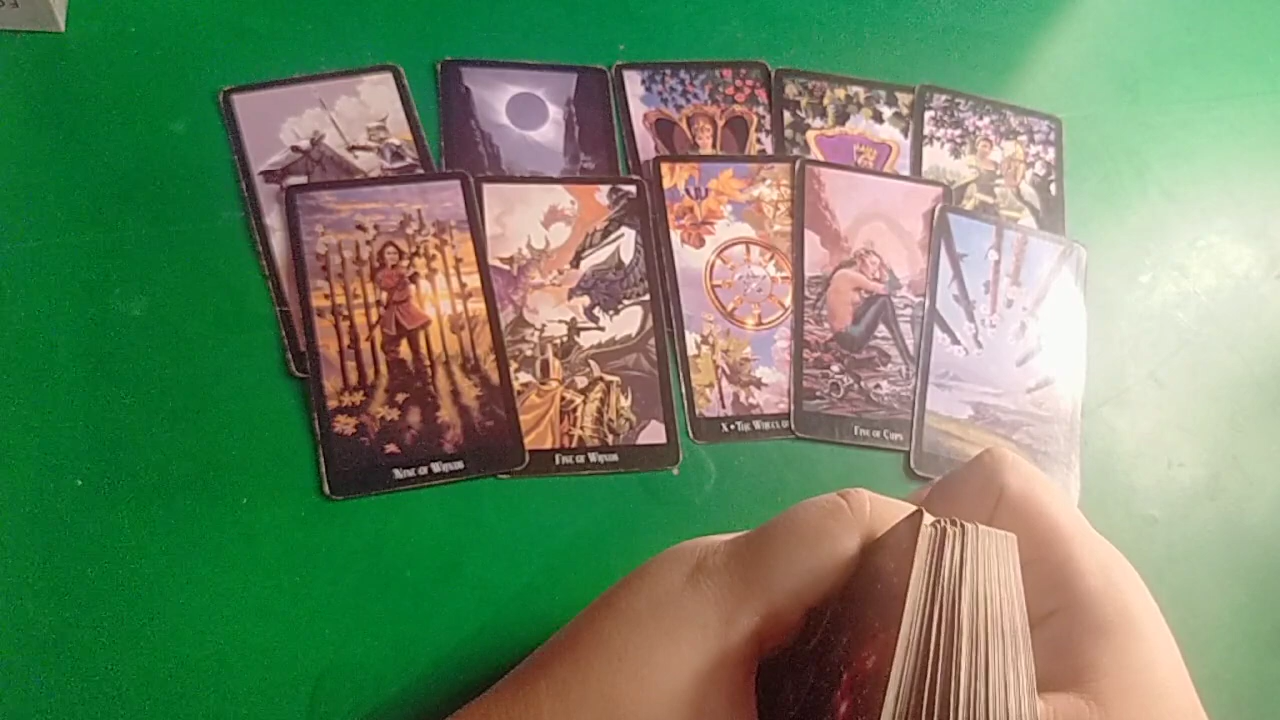 Nine of Wands
Five of Wands
X • The Wheel of
Five of Cups